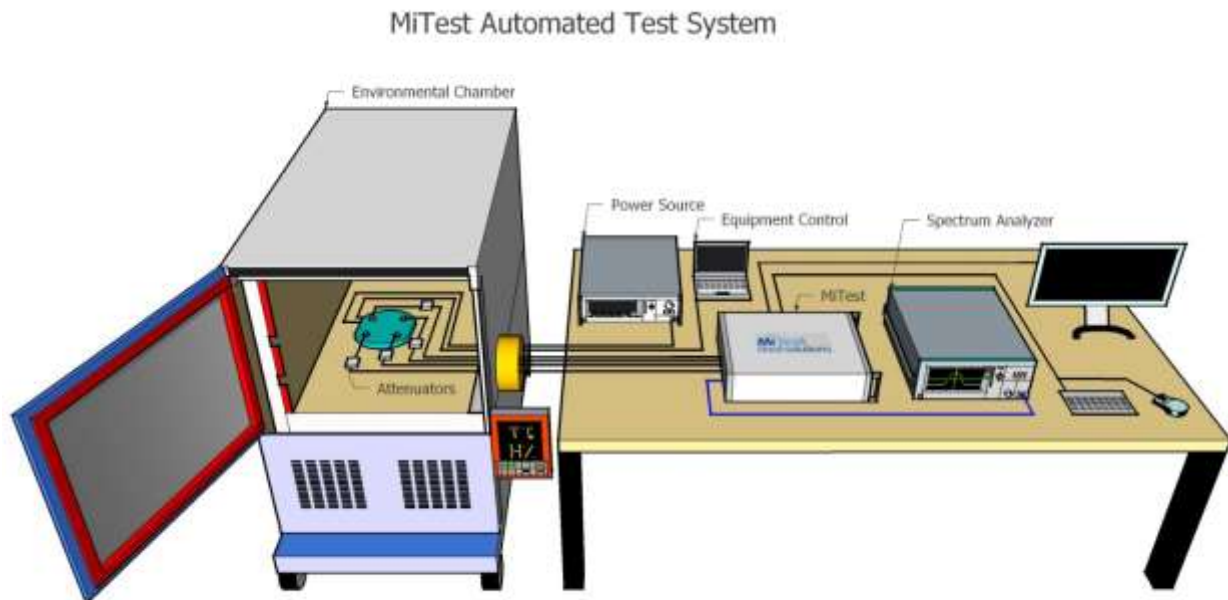 MiTest Automated Test System
Environmental Chamber
Power Source
Equipment Control
Spectrum Analyzer
MiTest
Attenuators